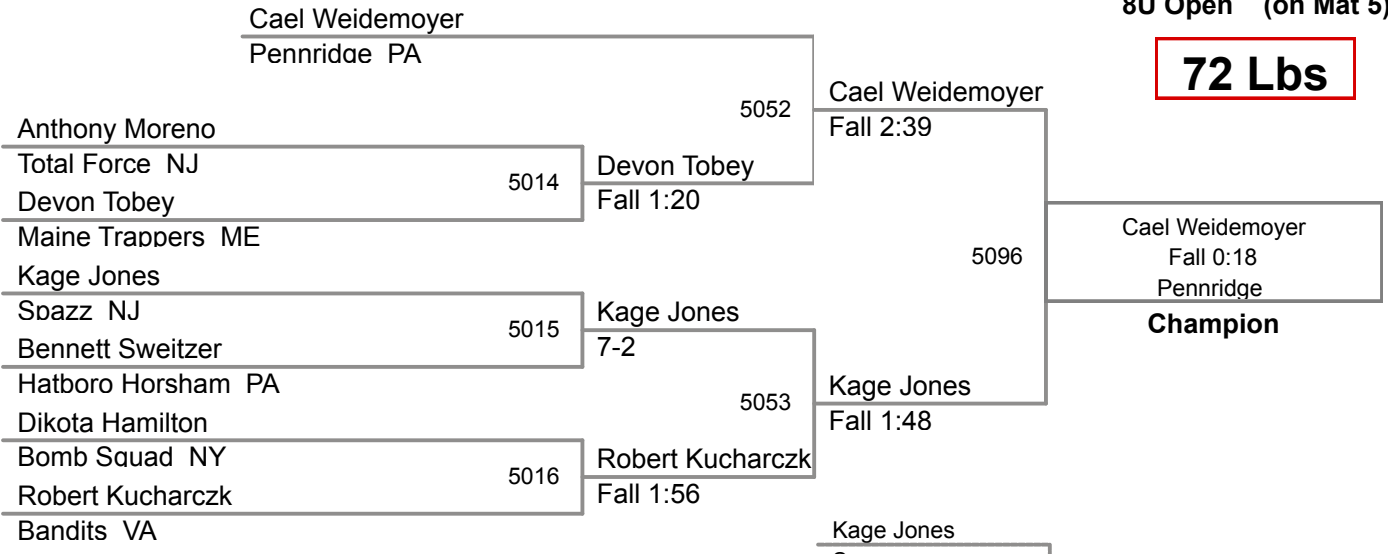 8U Open (on Mat 5)
72 Lbs
Cael Weidemoyer
Pennridge PA
5052
Cael Weidemoyer
Fall 2:39
Anthony Moreno
Total Force NJ
5014
Devon Tobey
Fall 1:20
Devon Tobey
Maine Trappers ME
5096
Cael Weidemoyer
Fall 0:18
Pennridge
Champion
Kage Jones
Spazz NJ
5015
Kage Jones
7-2
Bennett Sweitzer
Hatboro Horsham PA
5053
Kage Jones
Fall 1:48
Dikota Hamilton
Bomb Squad NY
5016
Robert Kucharczk
Fall 1:56
Robert Kucharczk
Bandits VA
Kage Jones